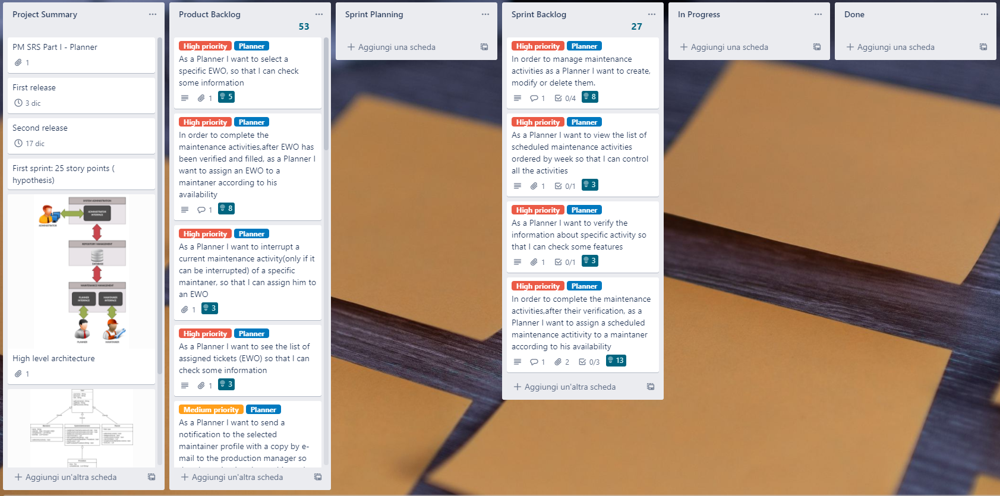 Project Summary
PM SRS Part I - Planner
1
First release
3 dic
Second release
17 dic
First sprint: 25 story points (
hypothesis)
SYSTEM ADMINISTRATION
ADMINISTRATOR
INTERFACE
ADMINISTRATOR
REPOSITORY MANAGEMENT
DATABASE
MAINTENANCE MANAGEMENT
PLANNER
INTERFACE
MAINTAINER
INTERFACE
PLANNER
MAINTAINER
High level architecture
1
Aggiungi un'altra scheda
Product Backlog
53
High priority Planner
As a Planner I want to select a
specific EWO, so that I can check
some information
1 5
High priority Planner
In order to complete the
maintenance activities,after EWO has
been verified and filled, as a Planner I
want to assign an EWO to a
maintaner according to his
availability
1 8
High priority Planner
As a Planner I want to interrupt a
current maintenance activity(only if it
can be interrupted) of a specific
maintaner, so that I can assign him to
an EWO
1 3
High priority Planner
As a Planner I want to see the list of
assigned tickets (EWO) so that I can
check some information
1 3
Medium priority Planner
As a Planner I want to send a
notification to the selected
maintainer profile with a copy by e-
mail to the production manager so
Aggiungi un'altra scheda
Sprint Planning
Aggiungi una scheda
Sprint Backlog
27
High priority Planner
In order to manage maintenance
activities as a Planner I want to create,
modify or delete them.
1 0/4 8
High priority Planner
As a Planner I want to view the list of
scheduled maintenance activities
ordered by week so that I can control
all the activities
1 0/1 3
High priority Planner
As a Planner I want to verify the
information about specific activity so
that I can check some features
1 0/1 3
High priority Planner
In order to complete the maintenance
activities,after their verification, as a
Planner I want to assign a scheduled
maintenance actitivity to a maintaner
according to his availability
1 2 0/3 13
Aggiungi un'altra scheda
In Progress
Aggiungi una scheda
Done
Aggiungi una scheda